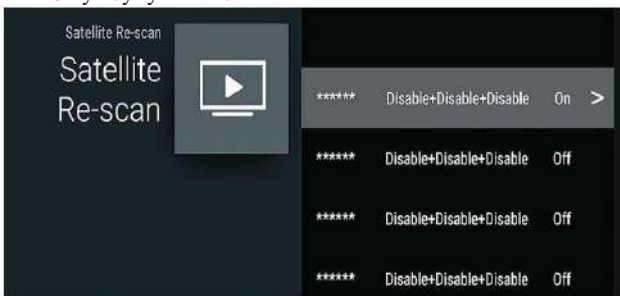 Satellite Re-scan
Satellite
Re-scan
****** Disable+Disable+Disable On >
****** Disable+Disable+Disable Off
****** Disable+Disable+Disable Off
****** Disable+Disable+Disable Off